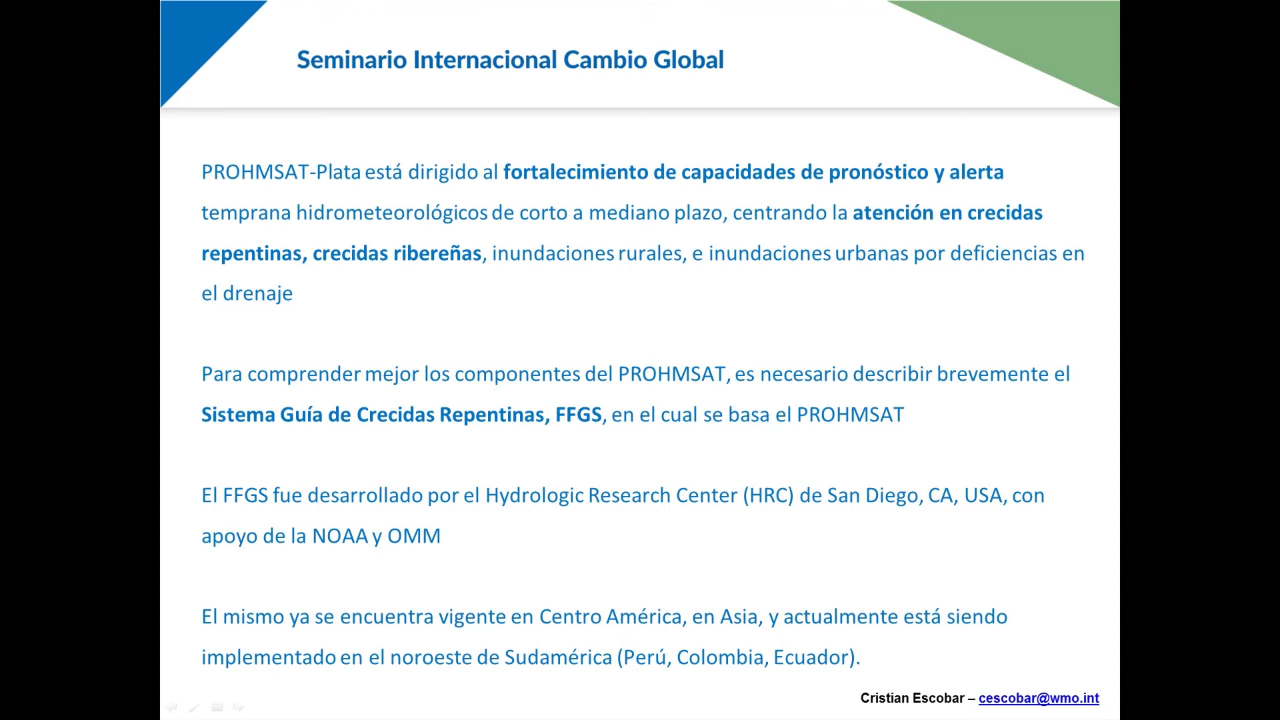 Seminario Internacional Cambio Global
PROHMSAT-Plata está dirigido al fortalecimiento de capacidades de pronóstico y alerta
temprana hidrometeorológicos de corto a mediano plazo, centrando la atención en crecidas
repentinas, crecidas ribereñas, inundaciones rurales, e inundaciones urbanas por deficiencias en
el drenaje
Para comprender mejor los componentes del PROHMSAT, es necesario describir brevemente el
Sistema Guía de Crecidas Repentinas, FFGS, en el cual se basa el PROHMSAT
El FFGS fue desarrollado por el Hydrologic Research Center (HRC) de San Diego, CA, USA, con
apoyo de la NOAA y OMM
El mismo ya se encuentra vigente en Centro América, en Asia, y actualmente está siendo
implementado en el noroeste de Sudamérica (Perú, Colombia, Ecuador).
Cristian Escobar – cescobar@wmo.int